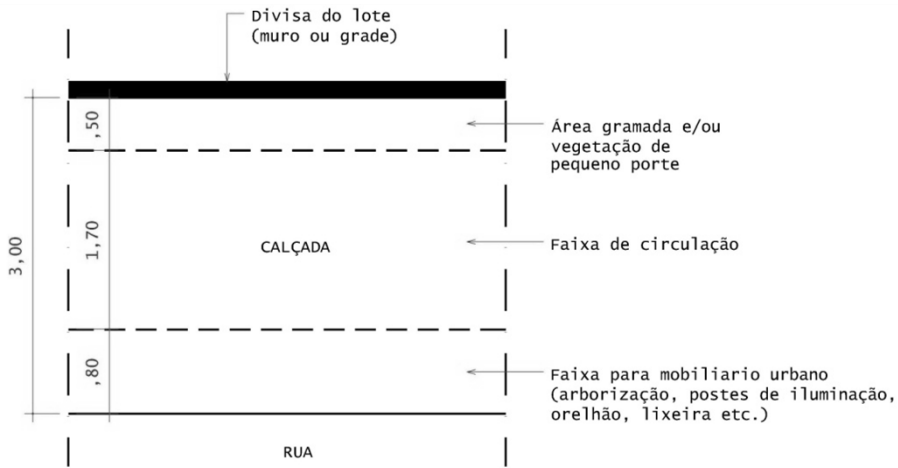 Divisa do lote
(muro ou grade)
,50
Área gramada e/ou
vegetação de
pequeno porte
3,00
1,70
CALÇADA
Faixa de circulação
,80
Faixa para mobiliario urbano
(arborização, postes de iluminação,
orelhão, lixeira etc.)
RUA